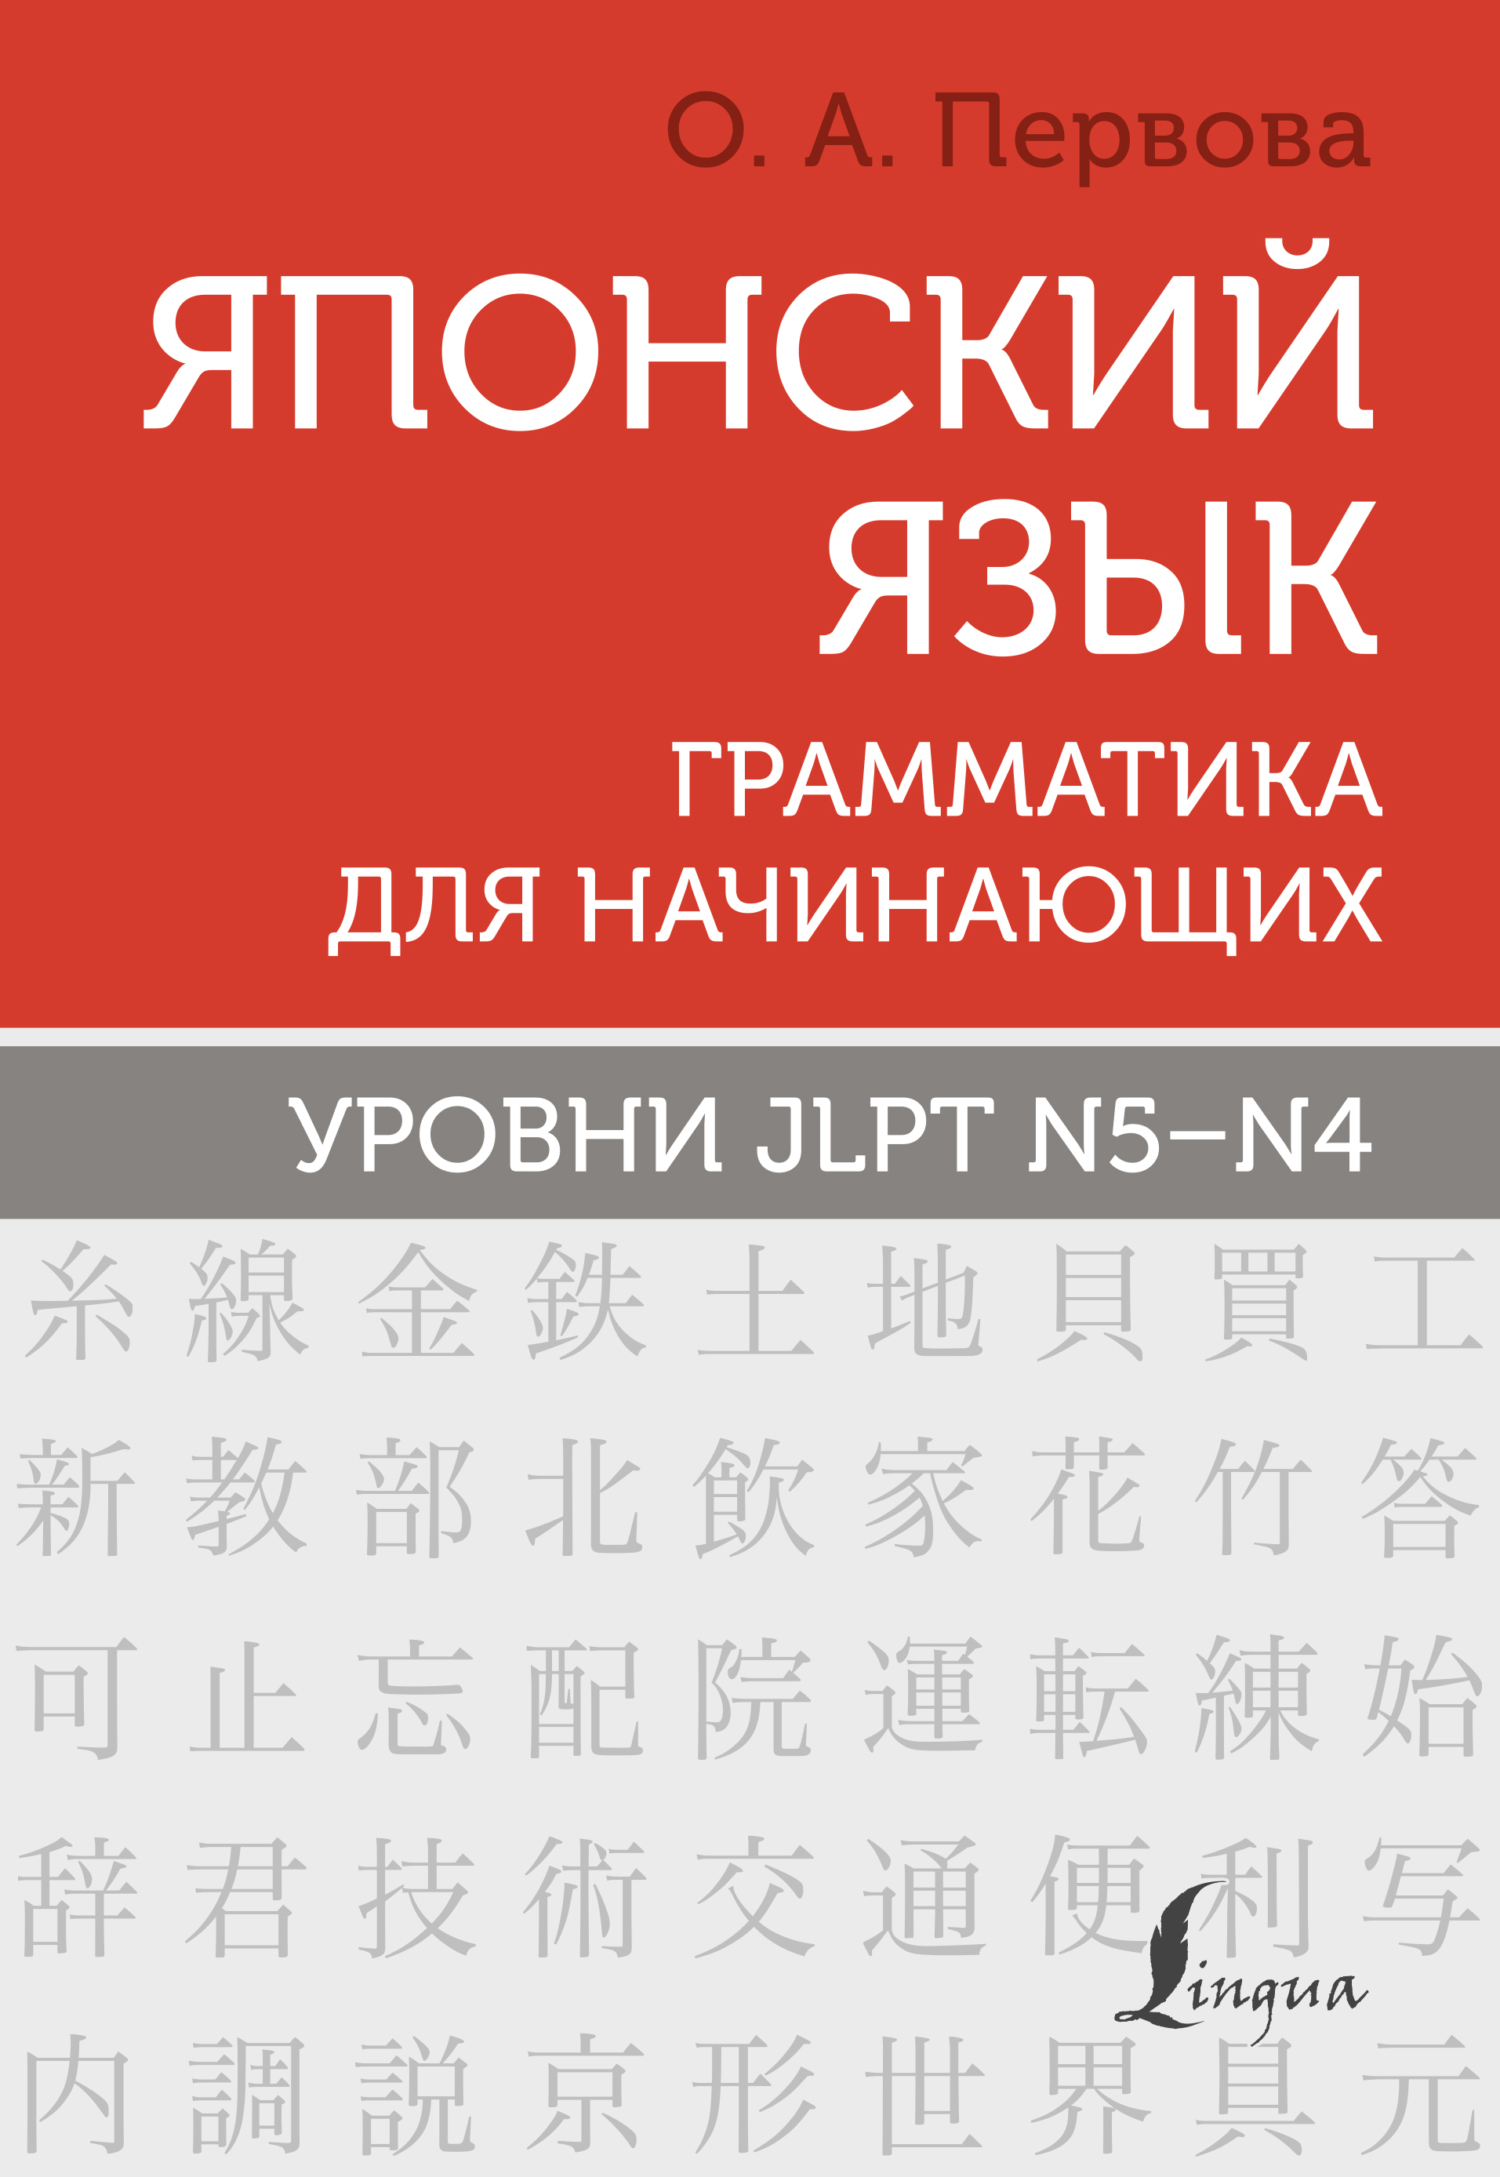 О. А. Первова
ЯПОНСКИЙ
ЯЗЫК
ГРАММАТИКА
ДЛЯ НАЧИНАЮЩИХ
УРОВНИ JLPT N5–N4
糸 線 金 鉄 土 地 貝 買 工
新 教 部 北 飲 家 花 竹 答
可 止 忘 配 院 運 転 練 始
辞 君 技 術 交 通 便 利 写
Lingua
内 調 説 京 形 世 界 具 元